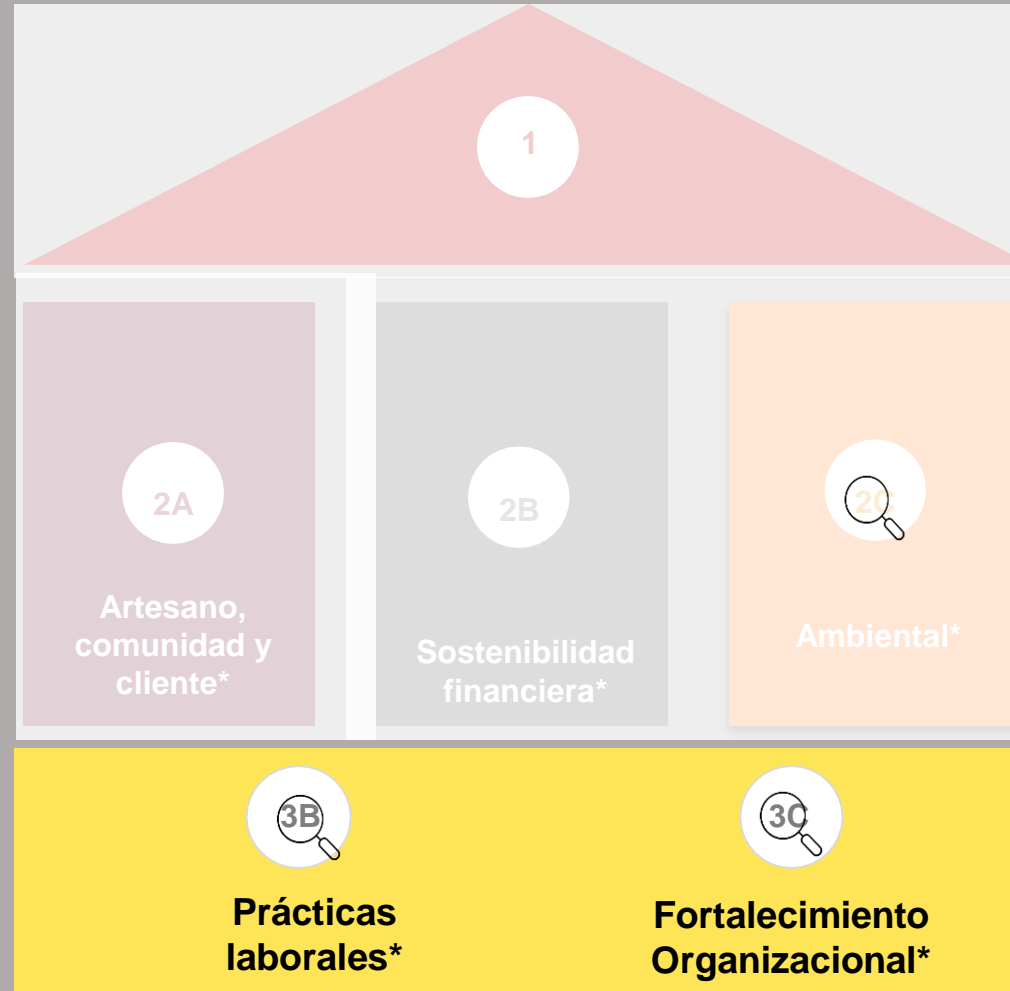 1
2A
Artesano,
comunidad y
cliente*
2B
Sostenibilidad
financiera*
2C
Ambiental*
3B
Prácticas
laborales*
3C
Fortalecimiento
Organizacional*